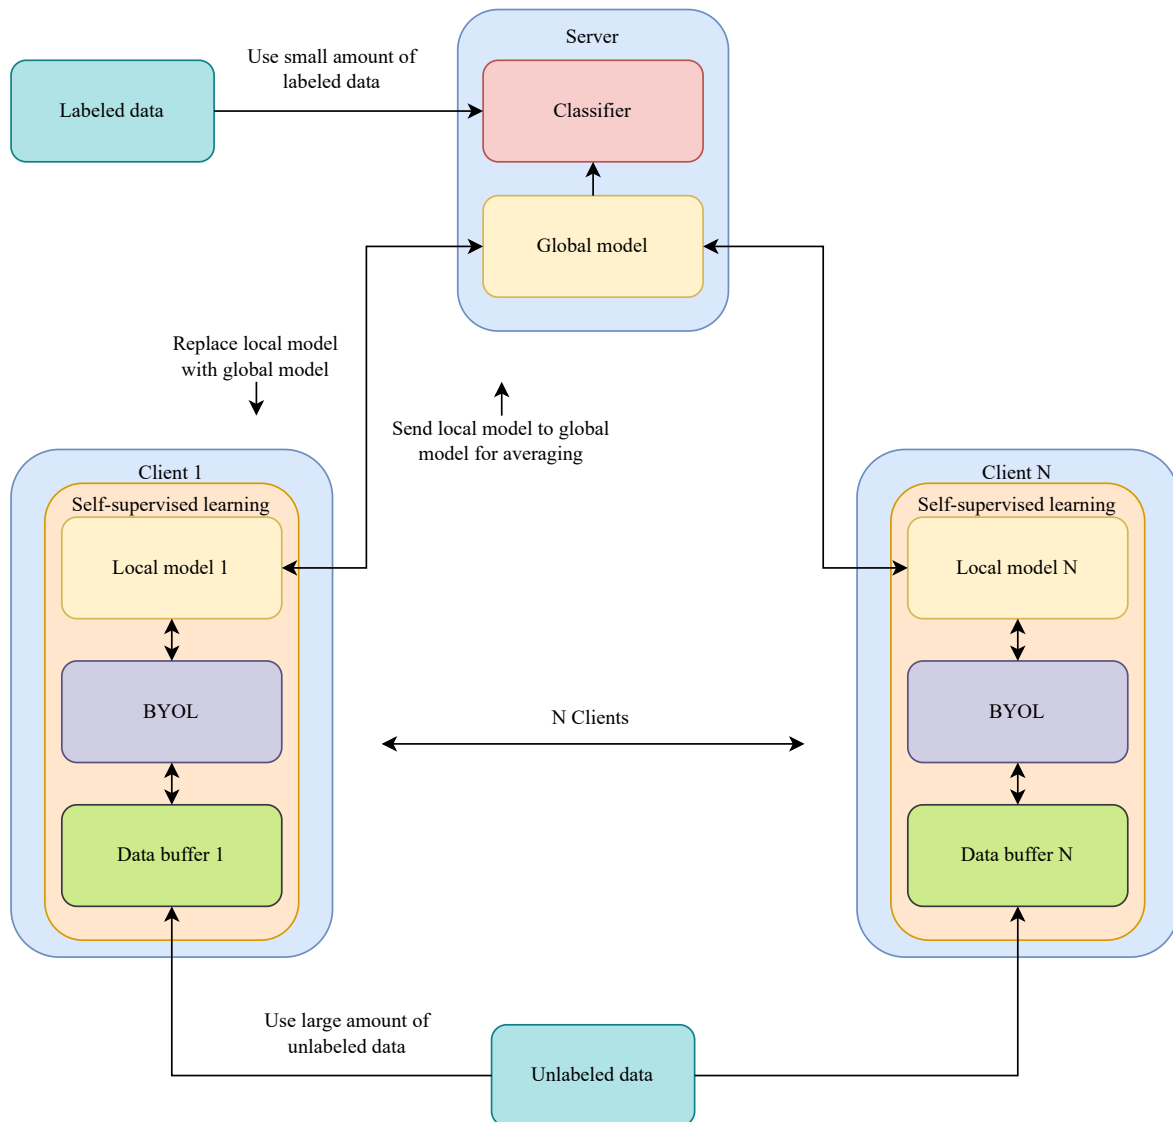 Server
Use small amount of
labeled data
Labeled data
Classifier
Global model
Replace local model
with global model
Send local model to global
model for averaging
Client 1
Self-supervised learning
Local model 1
BYOL
Data buffer 1
N Clients
Client N
Self-supervised learning
Local model N
BYOL
Data buffer N
Use large amount of
unlabeled data
Unlabeled data